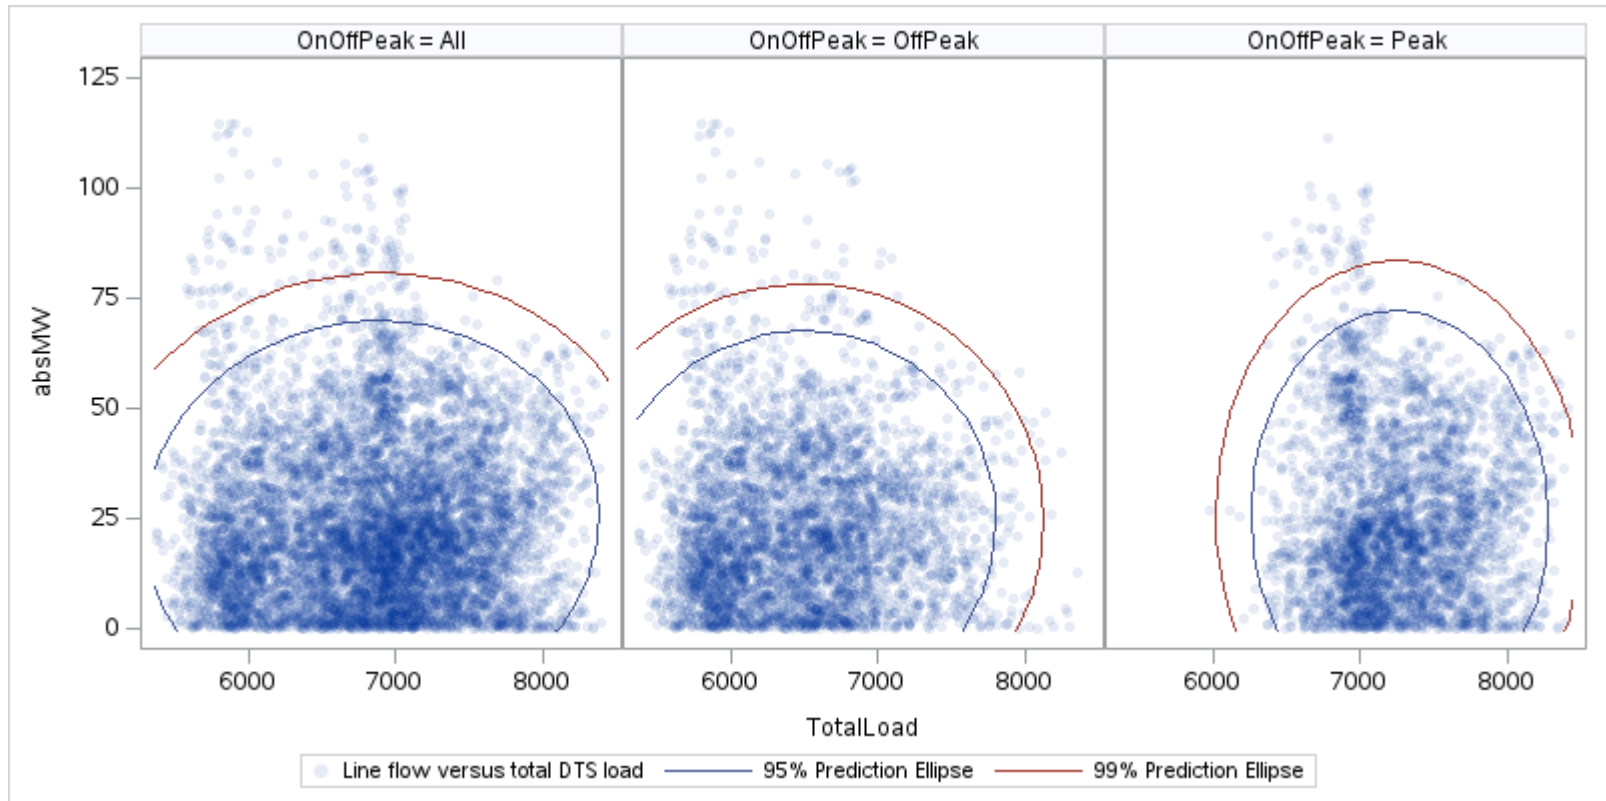 OnOffPeak = All
OnOffPeak = OffPeak
OnOffPeak = Peak
125
100
75
50
25
0
absMW
6000 7000 8000
6000 7000 8000
6000 7000 8000
TotalLoad
Line flow versus total DTS load
95% Prediction Ellipse
99% Prediction Ellipse